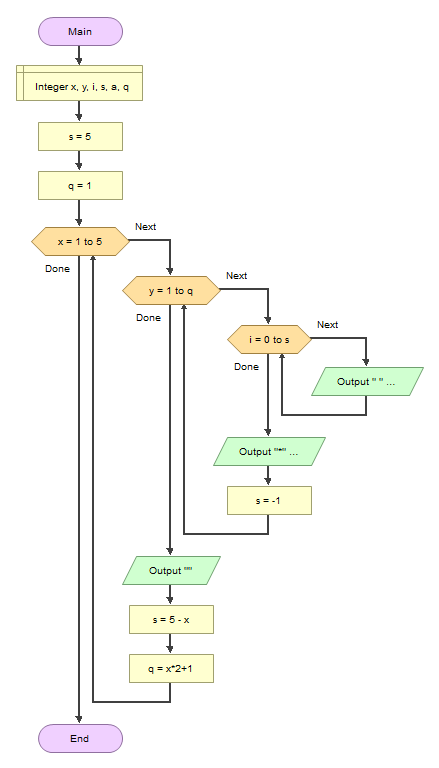 Main
Integer x, y, i, s, a, q
s = 5
q = 1
x = 1 to 5
Next
Done
y = 1 to q
Next
Done
i = 0 to s
Next
Done
Output " " ...
Output "*" ...
s = -1
Output ""
s = 5 - x
q = x*2+1
End